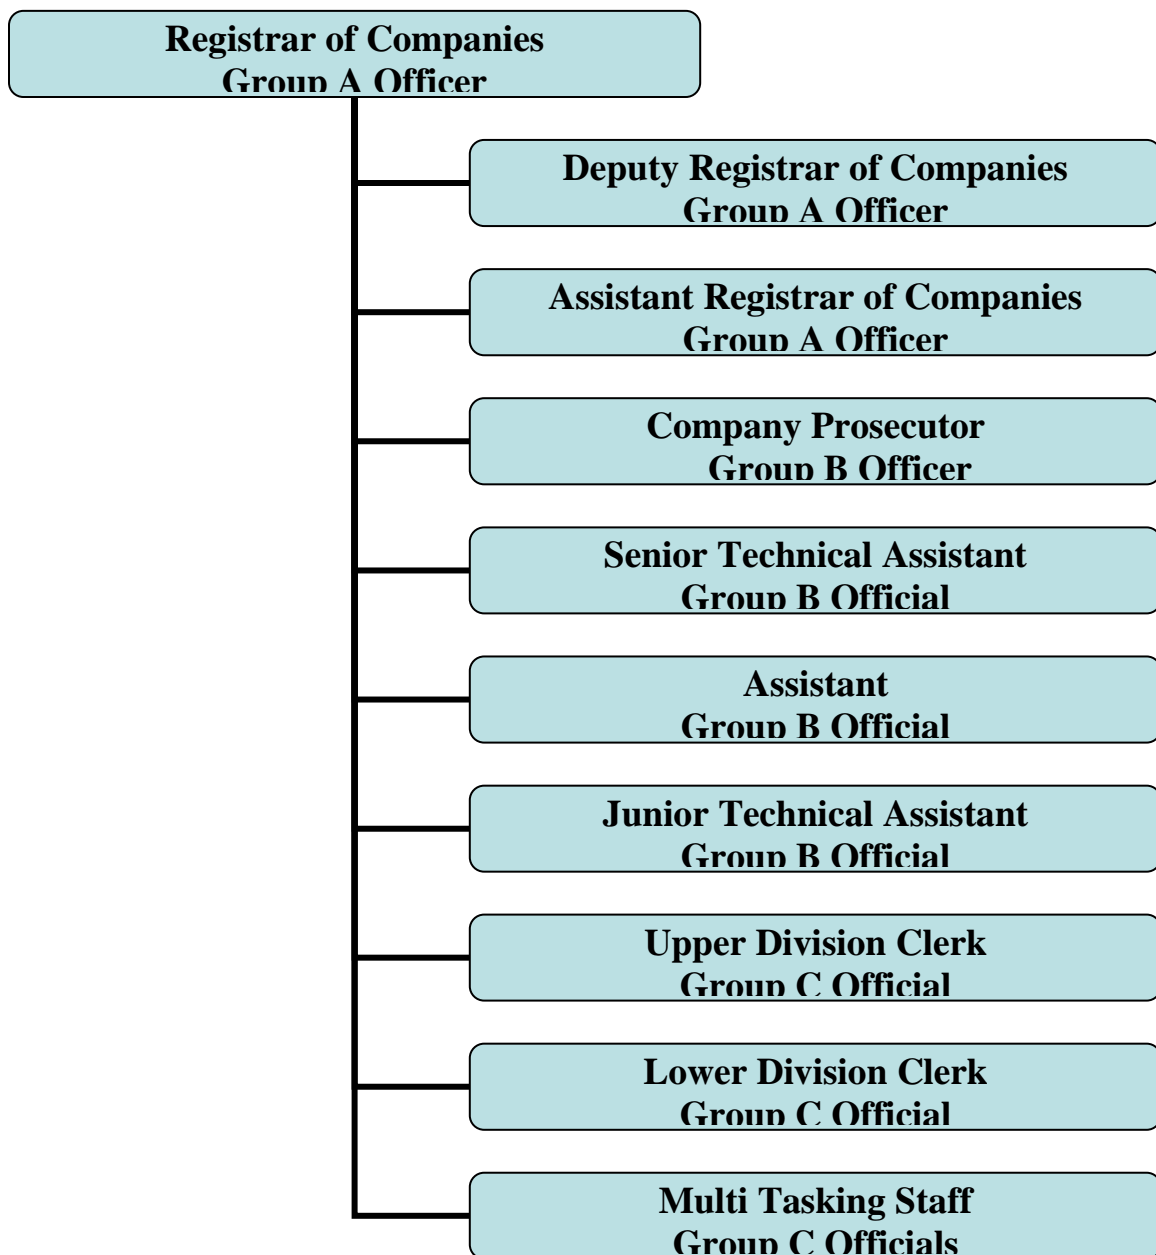 Registrar of Companies
Group A Officer
Deputy Registrar of Companies
Group A Officer
Assistant Registrar of Companies
Group A Officer
Company Prosecutor
Group B Officer
Senior Technical Assistant
Group B Official
Assistant
Group B Official
Junior Technical Assistant
Group B Official
Upper Division Clerk
Group C Official
Lower Division Clerk
Group C Official
Multi Tasking Staff
Group C Officials